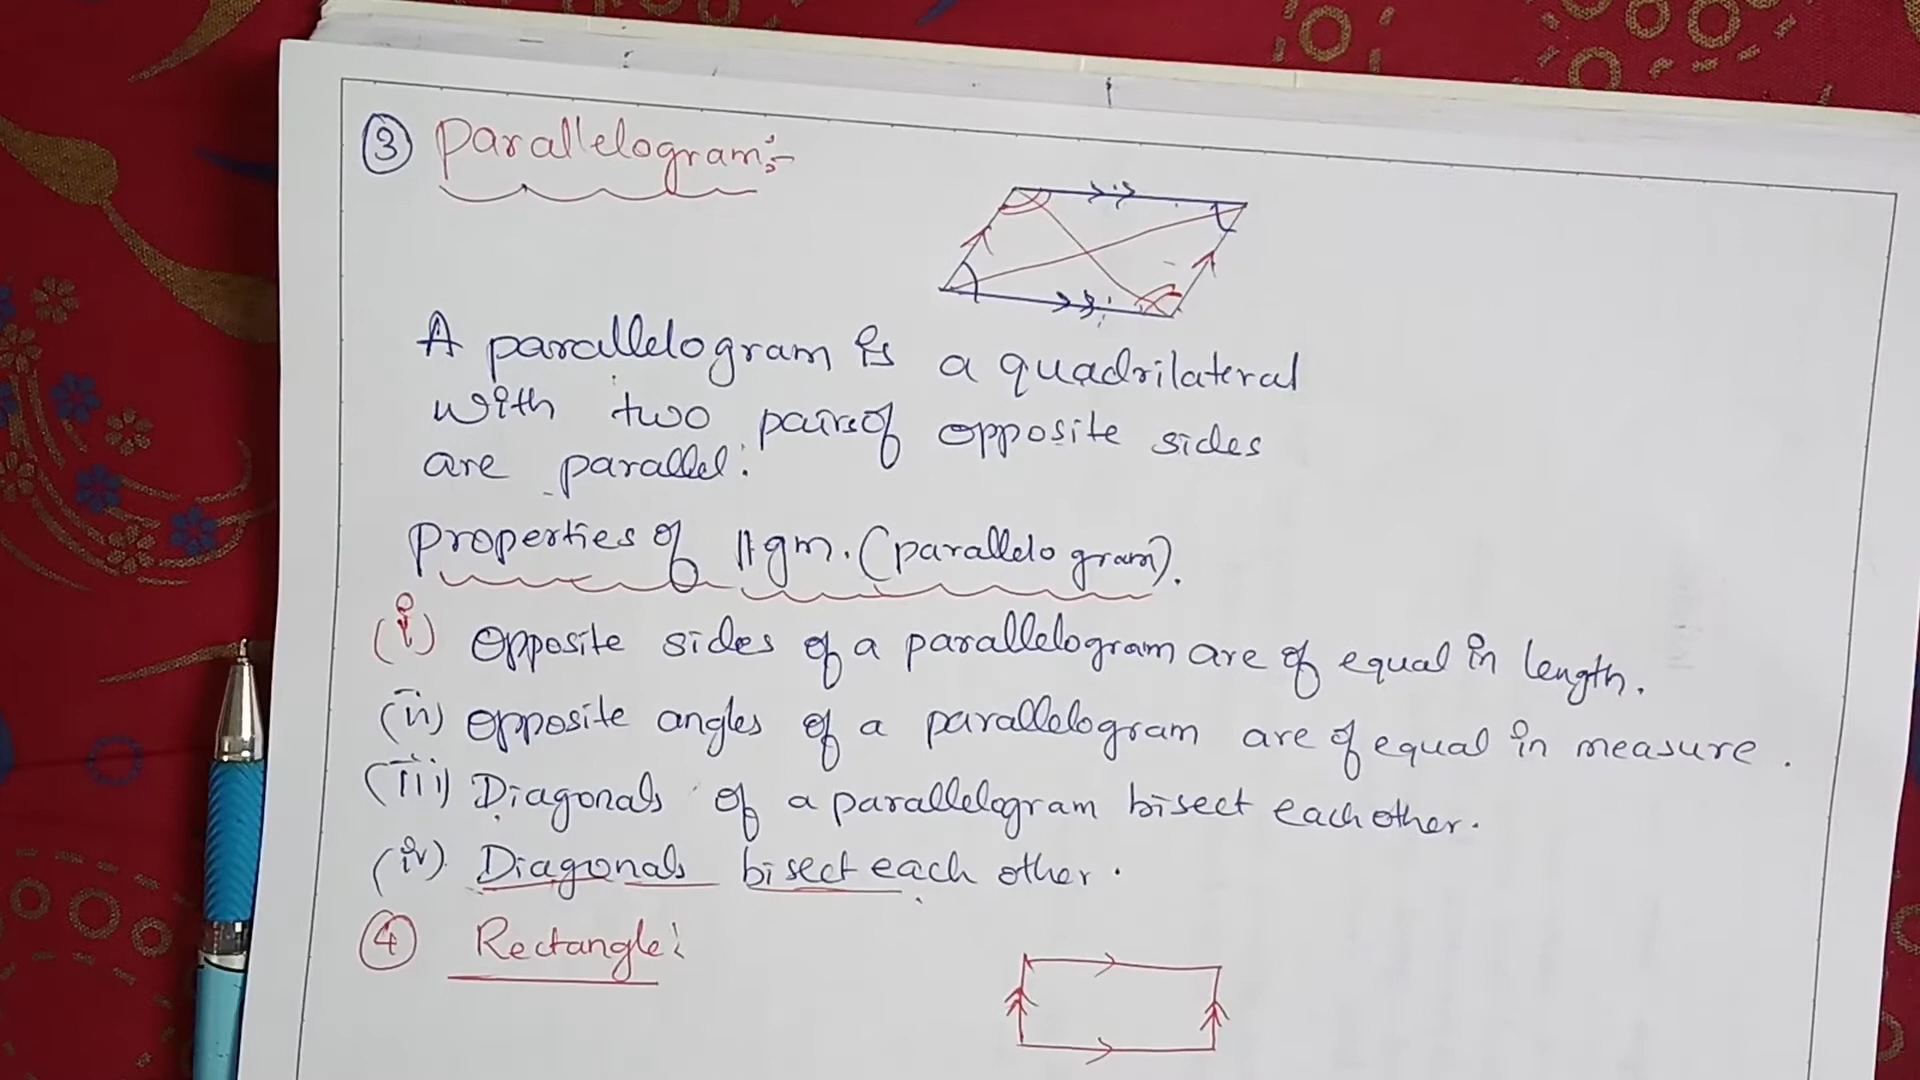 ③ Parallelogram:-
A parallelogram is a quadrilateral
with two pairs of opposite sides
are parallel.
Properties of ||gm. (parallelogram).
(i) Opposite sides of a parallelogram are of equal in length.
(ii) opposite angles of a parallelogram are of equal in measure.
(iii) Diagonals of a parallelogram bisect each other.
(iv) Diagonals bisect each other.
④ Rectangle: